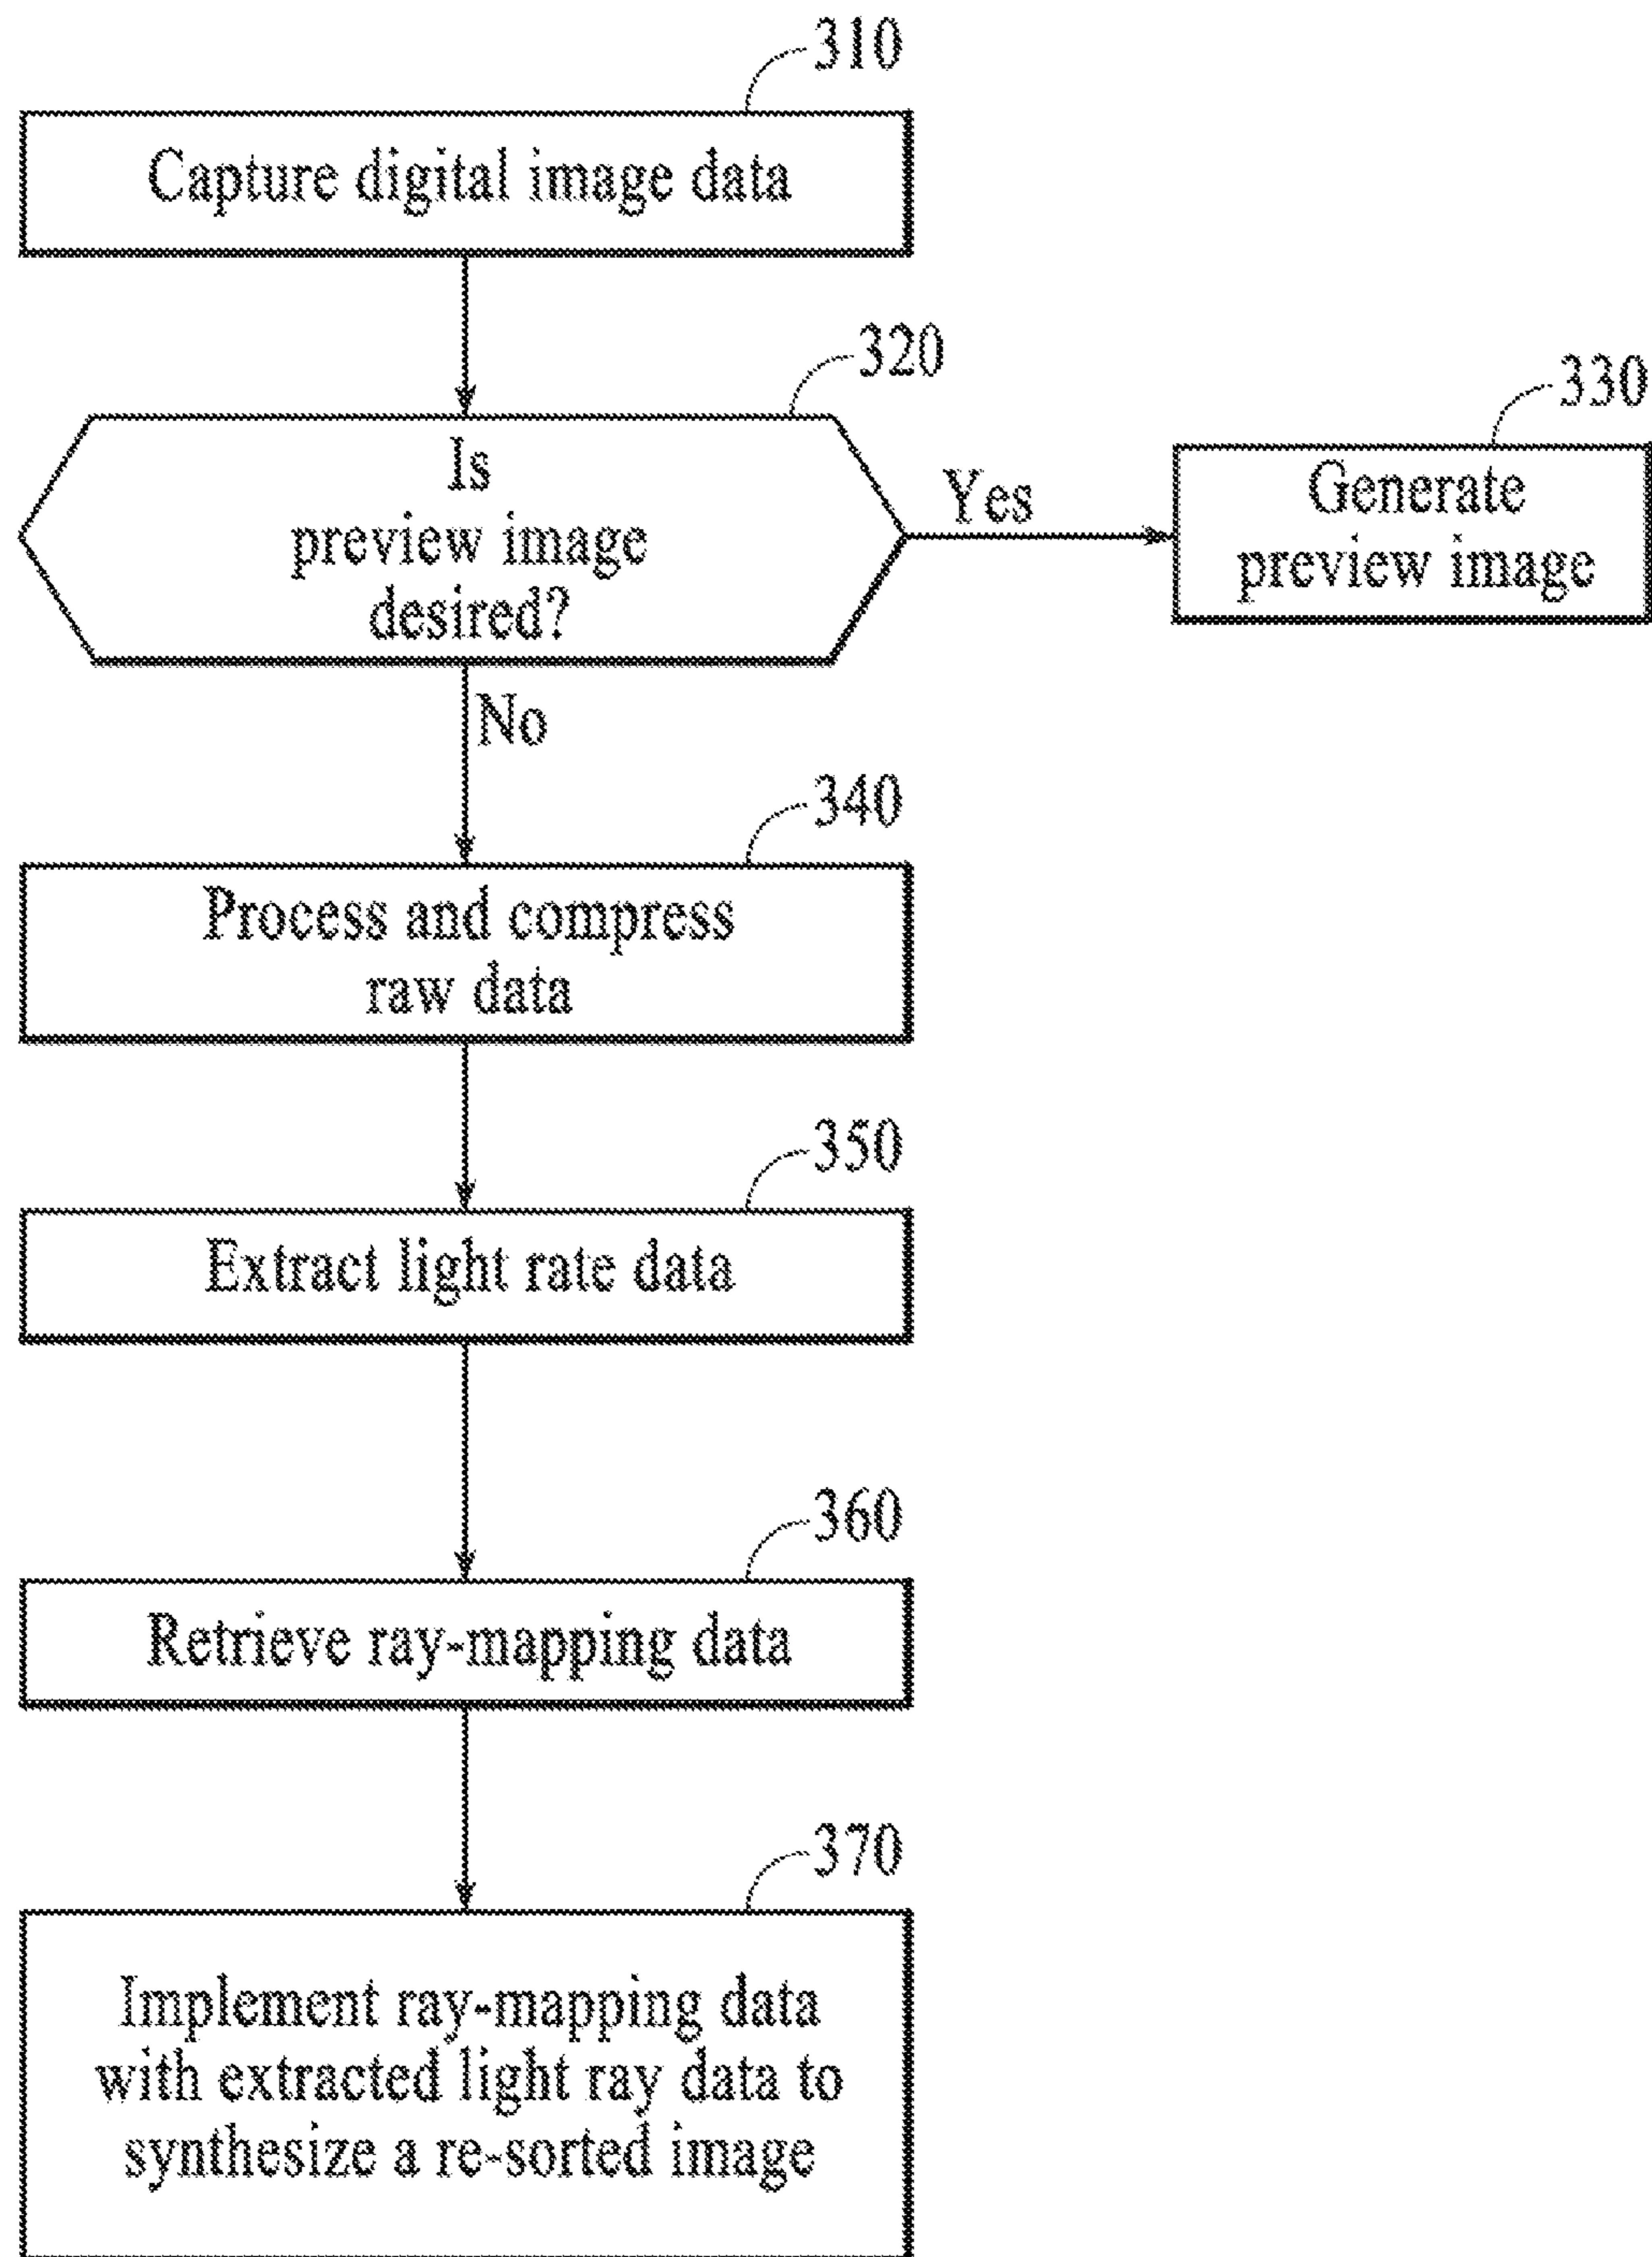 310
Capture digital image data
320
Is
preview image
desired?
Yes
330
Generate
preview image
No
340
Process and compress
raw data
350
Extract light rate data
360
Retrieve ray-mapping data
370
Implement ray-mapping data
with extracted light ray data to
synthesize a re-sorted image